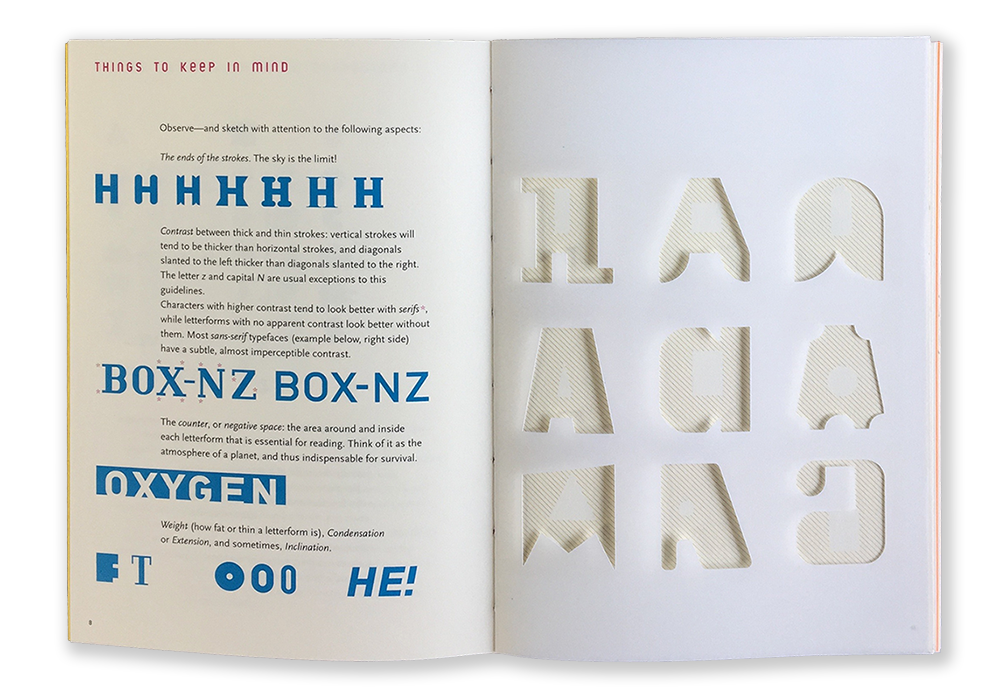 THINGS TO KeeP IN MIND
Observe—and sketch with attention to the following aspects:
The ends of the strokes. The sky is the limit!
H H H H H H H
Contrast between thick and thin strokes: vertical strokes will
tend to be thicker than horizontal strokes, and diagonals
slanted to the left thicker than diagonals slanted to the right.
The letter z and capital N are usual exceptions to this
guidelines.
Characters with higher contrast tend to look better with serifs*,
while letterforms with no apparent contrast look better without
them. Most sans-serif typefaces (example below, right side)
have a subtle, almost imperceptible contrast.
BOX-NZ BOX-NZ
The counter, or negative space: the area around and inside
each letterform that is essential for reading. Think of it as the
atmosphere of a planet, and thus indispensable for survival.
OXYGEN
Weight (how fat or thin a letterform is), Condensation
or Extension, and sometimes, Inclination.
F T O O O HE!
8
A A A
A a A
A A a